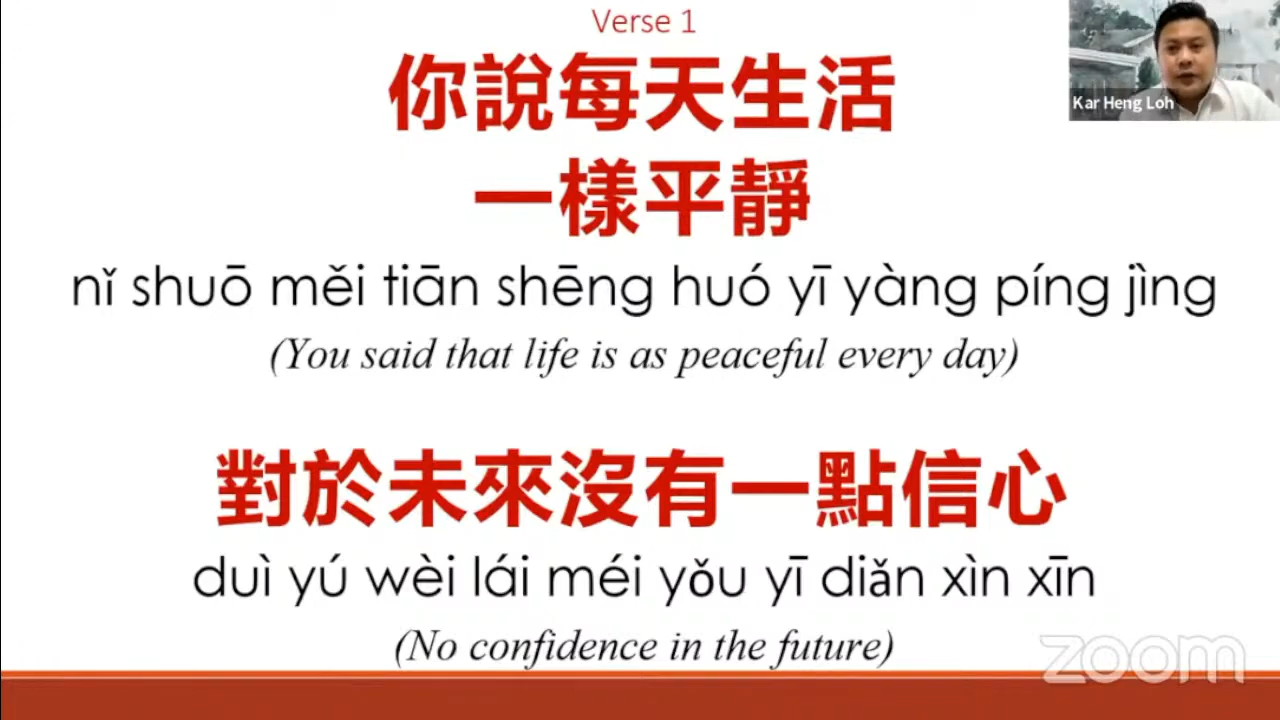 Verse 1
你說每天生活
一樣平靜
nǐ shuō měi tiān shēng huó yī yàng píng jìng
(You said that life is as peaceful every day)
對於未來沒有一點信心
duì yú wèi lái méi yǒu yī diǎn xìn xīn
(No confidence in the future)
Kar Heng Loh
zoom